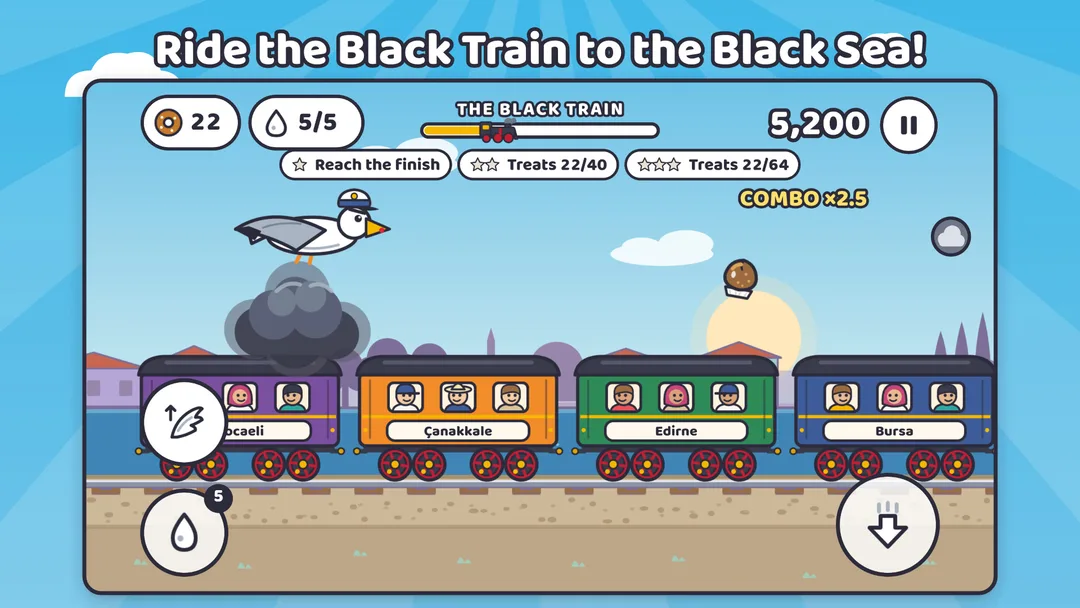 Ride the Black Train to the Black Sea!
22
5/5
THE BLACK TRAIN
5,200
Reach the finish
Treats 22/40
Treats 22/64
COMBO ×2.5
ocaeli
Çanakkale
Edirne
Bursa
5